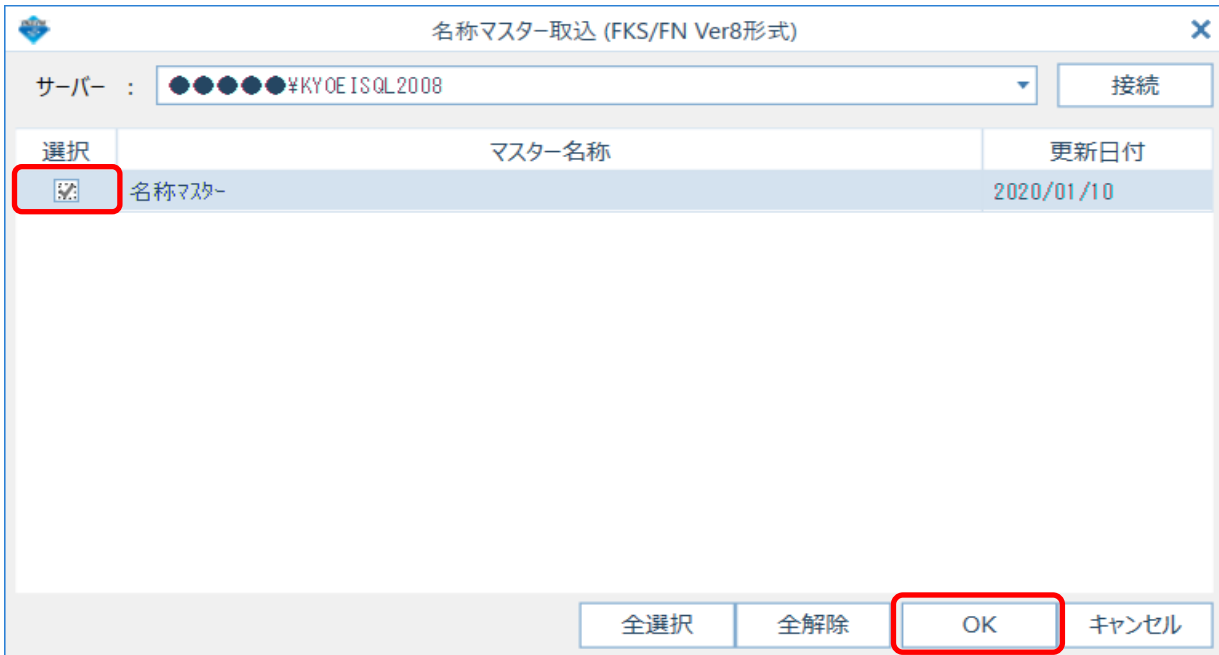 名称マスター取込 (FKS/FN Ver8形式)
サーバー : ●●●●●¥KYOEISQL2008 接続
選択 マスター名称 更新日付
名称ﾏｽﾀｰ 2020/01/10
全選択 全解除 OK キャンセル